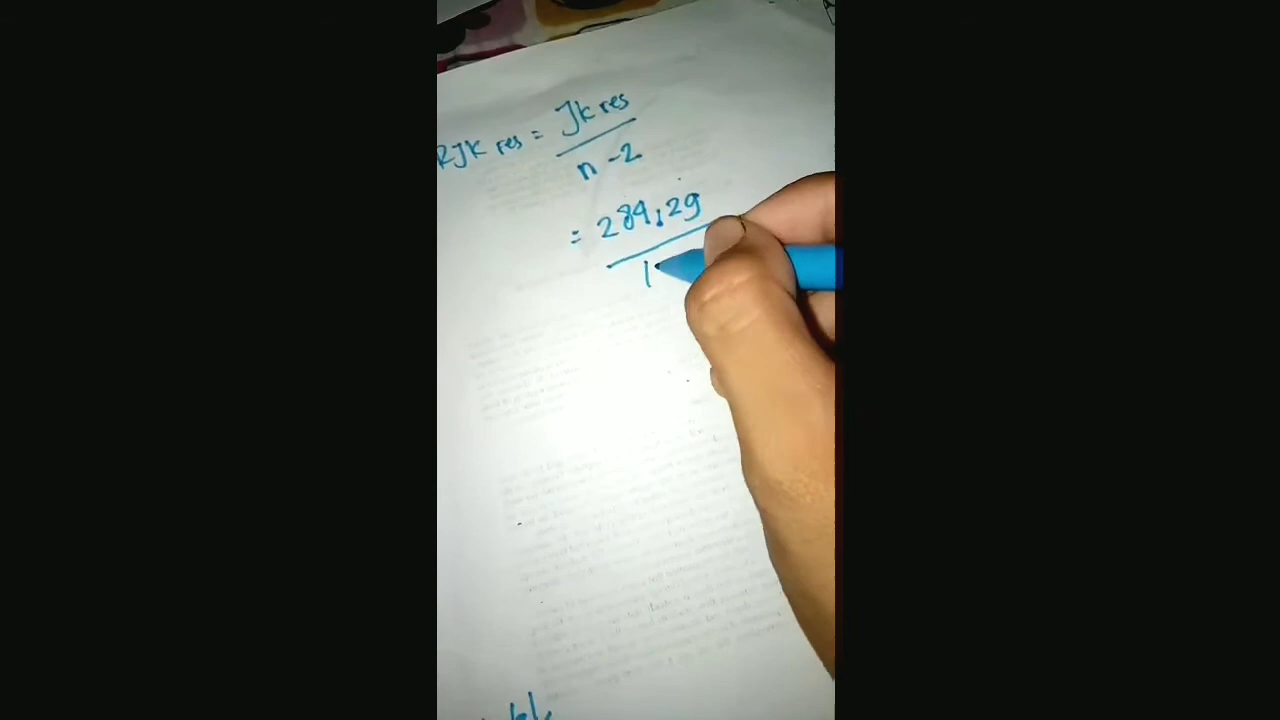 RJK res = JK res / n - 2
= 284,29 / 1